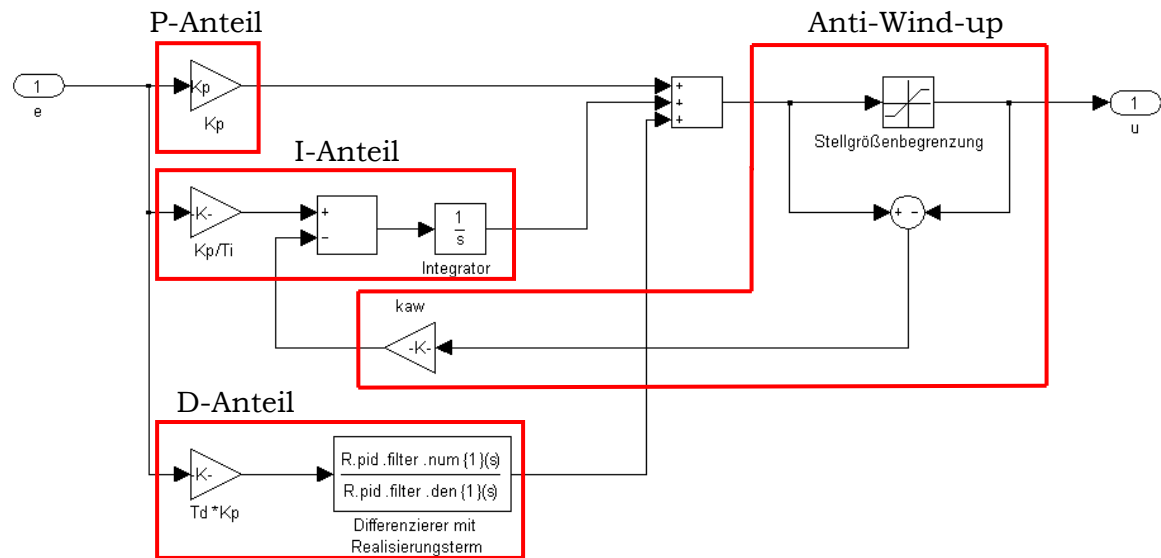 P-Anteil
Anti-Wind-up
1
e
Kp
Kp
+
+
+
Stellgrößenbegrenzung
1
u
I-Anteil
-K-
Kp/Ti
+
−
1
s
Integrator
+ −
kaw
-K-
D-Anteil
-K-
Td *Kp
R.pid .filter .num {1}(s)
R.pid .filter .den {1}(s)
Differenzierer mit
Realisierungsterm